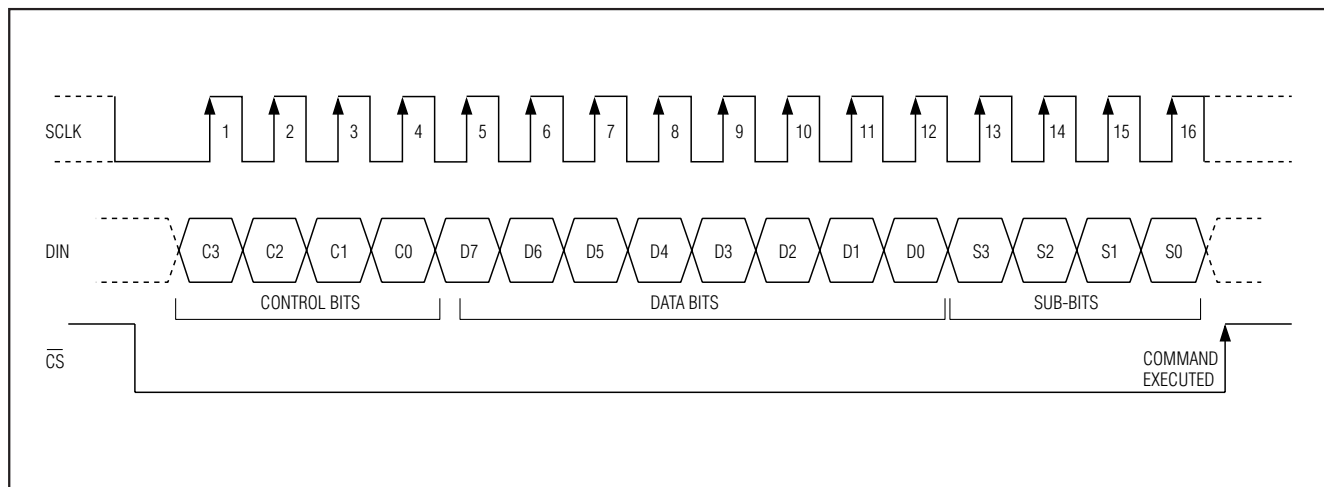 SCLK 1 2 3 4 5 6 7 8 9 10 11 12 13 14 15 16
DIN C3 C2 C1 C0 D7 D6 D5 D4 D3 D2 D1 D0 S3 S2 S1 S0
CONTROL BITS DATA BITS SUB-BITS
CS
COMMAND
EXECUTED